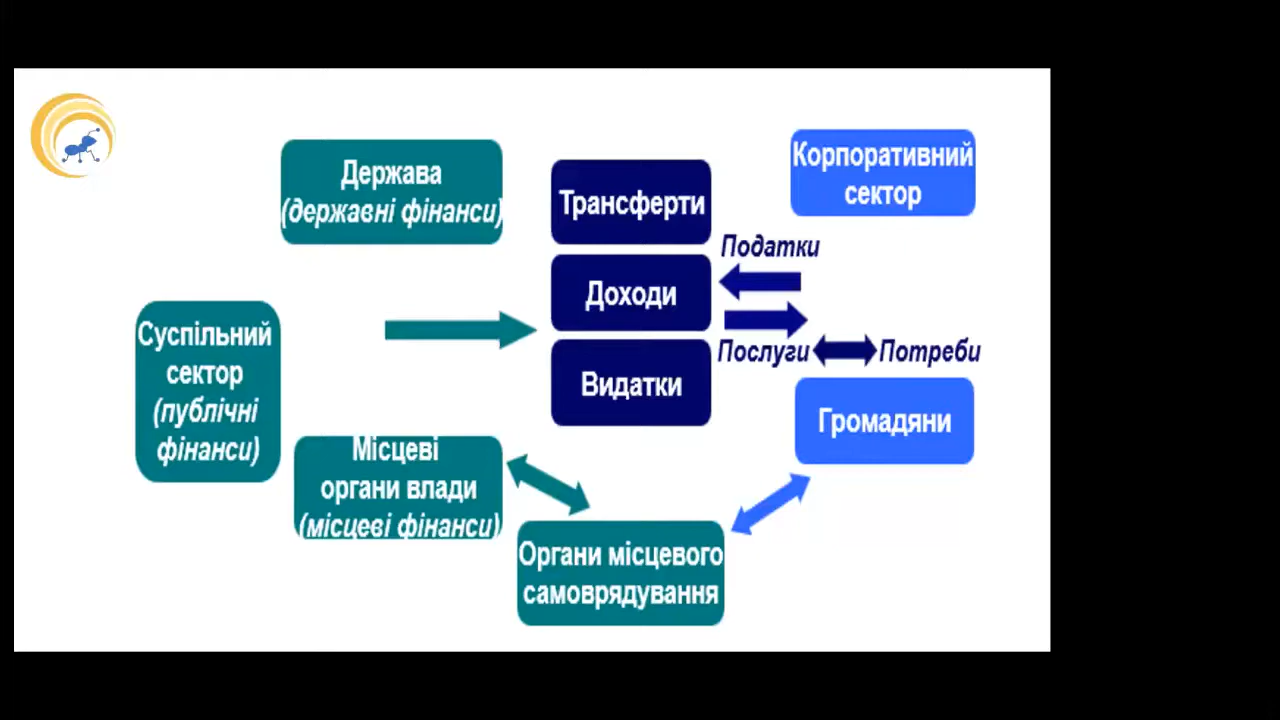 Держава
(державні фінанси)
Трансферти
Корпоративний
сектор
Податки
Доходи
Послуги
Потреби
Суспільний
сектор
(публічні
фінанси)
Видатки
Громадяни
Місцеві
органи влади
(місцеві фінанси)
Органи місцевого
самоврядування